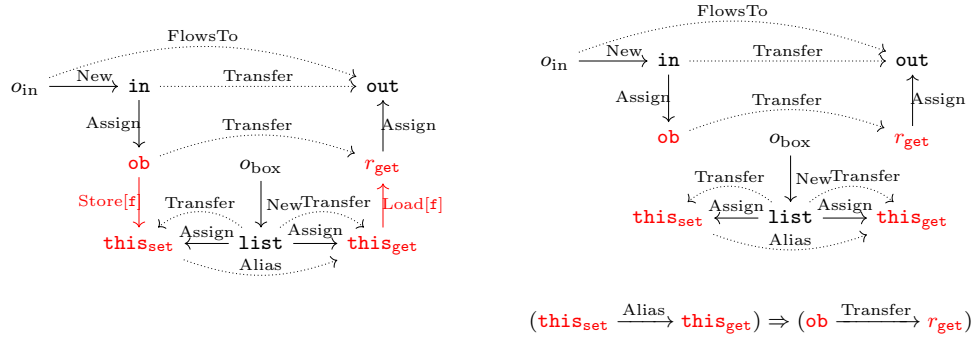 FlowsTo
FlowsTo
o_in New in Transfer out
o_in New in Transfer out
Assign Assign
Assign Assign
ob Transfer r_get
ob Transfer r_get
o_box
o_box
Store[f] Transfer New Transfer Load[f]
Transfer New Transfer
this_set Assign list Assign this_get
this_set Assign list Assign this_get
Alias
Alias
(this_set Alias this_get) ⇒ (ob Transfer r_get)